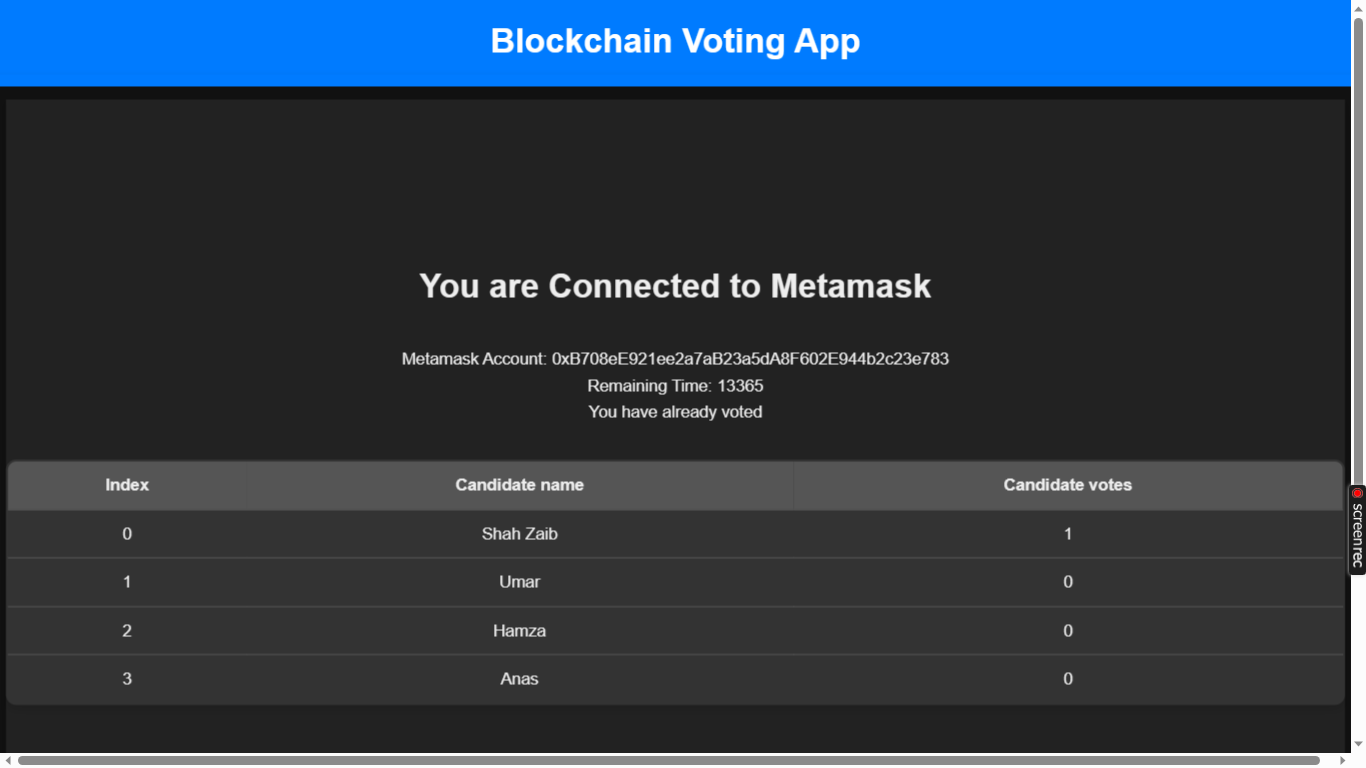 Blockchain Voting App
You are Connected to Metamask
Metamask Account: 0xB708eE921ee2a7aB23a5dA8F602E944b2c23e783
Remaining Time: 13365
You have already voted
Index Candidate name Candidate votes
0 Shah Zaib 1
1 Umar 0
2 Hamza 0
3 Anas 0
screenrec